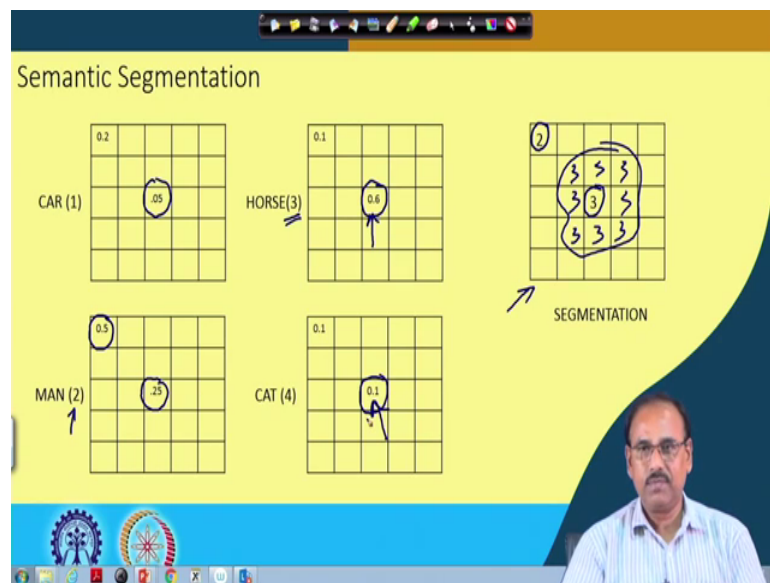 Semantic Segmentation
0.2
.05
CAR (1)
0.1
0.6
HORSE(3)
2
3 3 3
3 3 3
3 3 3
SEGMENTATION
0.5
.25
MAN (2)
0.1
0.1
CAT (4)